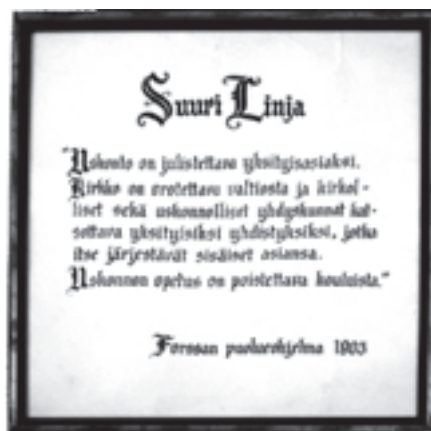 Suuri Linja
"Uskonto on julistettava yksityisasiaksi.
Kirkko on erotettava valtiosta ja kirkol-
liset sekä uskonnolliset yhdyskunnat kat-
sottava yksityisiksi yhdistyksiksi, jotka
itse järjestävät sisäiset asiansa.
Uskonnon opetus on poistettava kouluista."
Forssan puolueohjelma 1903